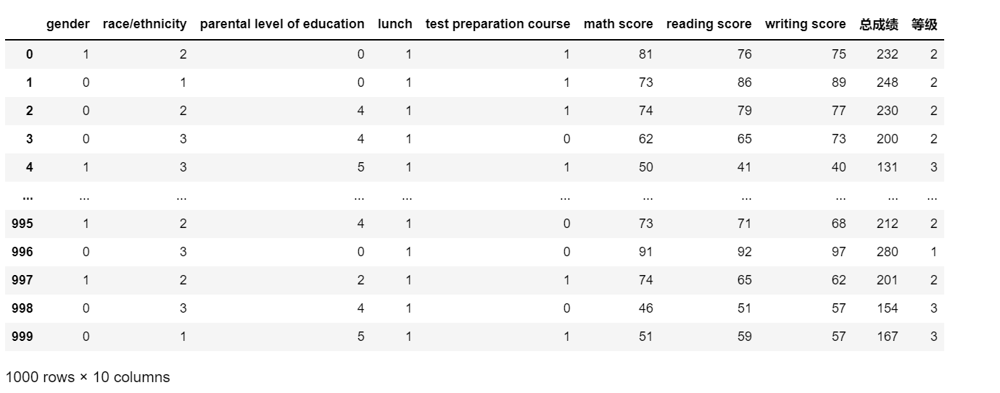 gender race/ethnicity parental level of education lunch test preparation course math score reading score writing score 总成绩 等级
0 1 2 0 1 1 81 76 75 232 2
1 0 1 0 1 1 73 86 89 248 2
2 0 2 4 1 1 74 79 77 230 2
3 0 3 4 1 0 62 65 73 200 2
4 1 3 5 1 1 50 41 40 131 3
... ... ... ... ... ... ... ... ... ... ...
995 1 2 4 1 0 73 71 68 212 2
996 0 3 0 1 0 91 92 97 280 1
997 1 2 2 1 1 74 65 62 201 2
998 0 3 4 1 0 46 51 57 154 3
999 0 1 5 1 1 51 59 57 167 3
1000 rows × 10 columns